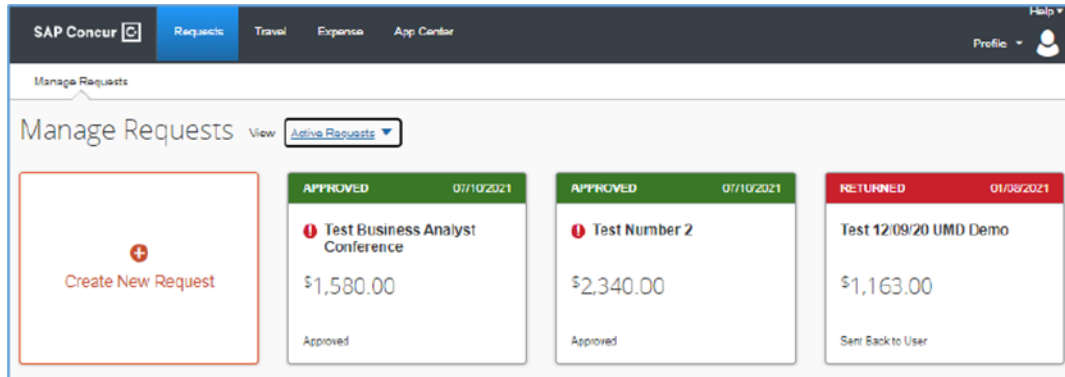 Help
SAP Concur C Requests Travel Expense App Center
Profile
Manage Requests
Manage Requests View Active Requests
APPROVED 07/10/2021
APPROVED 07/10/2021
RETURNED 01/08/2021
Create New Request
Test Business Analyst
Conference
$1,580.00
Approved
Test Number 2
$2,340.00
Approved
Test 12/09/20 UMD Demo
$1,163.00
Sent Back to User